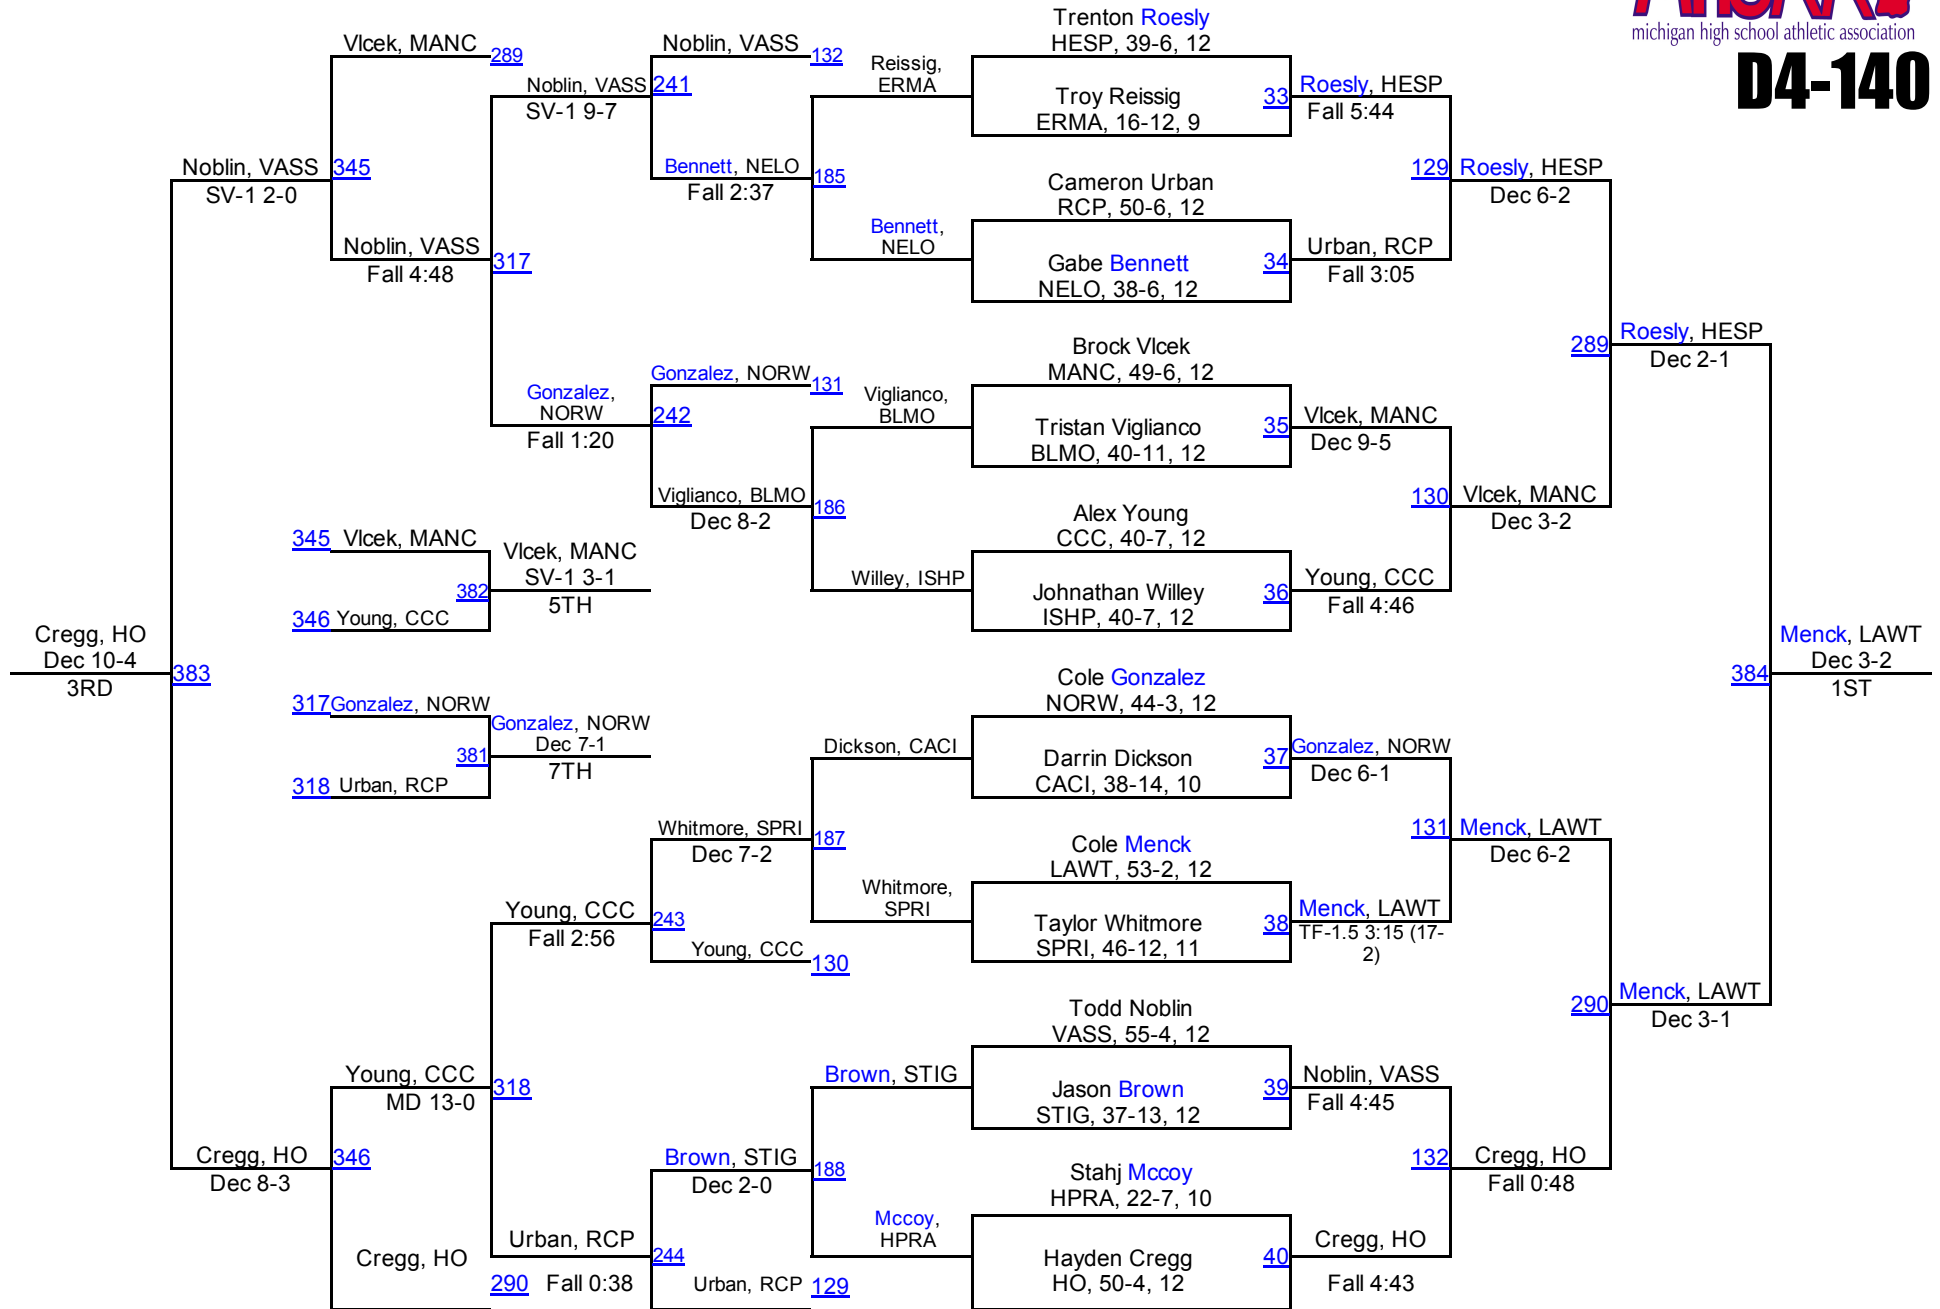 michigan high school athletic association
D4-140
Vlcek, MANC
289
Noblin, VASS
SV-1 9-7
241
Noblin, VASS
132
Reissig,
ERMA
Trenton Roesly
HESP, 39-6, 12
Troy Reissig
ERMA, 16-12, 9
33
Roesly, HESP
Fall 5:44
Noblin, VASS
SV-1 2-0
345
Bennett, NELO
Fall 2:37
185
Cameron Urban
RCP, 50-6, 12
129
Roesly, HESP
Dec 6-2
Noblin, VASS
Fall 4:48
317
Bennett,
NELO
Gabe Bennett
NELO, 38-6, 12
34
Urban, RCP
Fall 3:05
289
Roesly, HESP
Dec 2-1
Gonzalez,
NORW
Fall 1:20
242
Gonzalez, NORW
131
Viglianco,
BLMO
Brock Vlcek
MANC, 49-6, 12
Tristan Viglianco
BLMO, 40-11, 12
35
Vlcek, MANC
Dec 9-5
Viglianco, BLMO
Dec 8-2
186
Alex Young
CCC, 40-7, 12
130
Vlcek, MANC
Dec 3-2
345
Vlcek, MANC
382
Vlcek, MANC
SV-1 3-1
5TH
346
Young, CCC
Willey, ISHP
Johnathan Willey
ISHP, 40-7, 12
36
Young, CCC
Fall 4:46
Cregg, HO
Dec 10-4
3RD
383
384
Menck, LAWT
Dec 3-2
1ST
317
Gonzalez, NORW
381
Gonzalez, NORW
Dec 7-1
7TH
318
Urban, RCP
Dickson, CACI
Cole Gonzalez
NORW, 44-3, 12
Darrin Dickson
CACI, 38-14, 10
37
Gonzalez, NORW
Dec 6-1
Whitmore, SPRI
Dec 7-2
187
Cole Menck
LAWT, 53-2, 12
131
Menck, LAWT
Dec 6-2
Young, CCC
Fall 2:56
243
Young, CCC
130
Whitmore,
SPRI
Taylor Whitmore
SPRI, 46-12, 11
38
Menck, LAWT
TF-1.5 3:15 (17-
2)
290
Menck, LAWT
Dec 3-1
Young, CCC
MD 13-0
318
Brown, STIG
Todd Noblin
VASS, 55-4, 12
Jason Brown
STIG, 37-13, 12
39
Noblin, VASS
Fall 4:45
Cregg, HO
Dec 8-3
346
Brown, STIG
Dec 2-0
188
Stahj Mccoy
HPRA, 22-7, 10
132
Cregg, HO
Fall 0:48
Cregg, HO
290
Urban, RCP
Fall 0:38
244
Urban, RCP
129
Mccoy,
HPRA
Hayden Cregg
HO, 50-4, 12
40
Cregg, HO
Fall 4:43